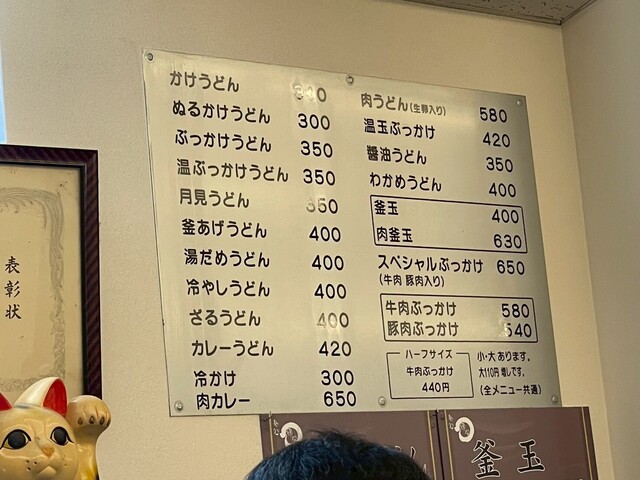 かけうどん 300
ぬるかけうどん 300
ぶっかけうどん 350
温ぶっかけうどん 350
月見うどん 350
釜あげうどん 400
湯だめうどん 400
冷やしうどん 400
ざるうどん 400
カレーうどん 420
冷かけ 300
肉カレー 650
肉うどん(生卵入り) 580
温玉ぶっかけ 420
醤油うどん 350
わかめうどん 400
釜玉 400
肉釜玉 630
スペシャルぶっかけ 650
(牛肉 豚肉入り)
牛肉ぶっかけ 580
豚肉ぶっかけ 540
ハーフサイズ
牛肉ぶっかけ
440円
小・大 あります。
大110円 増しです。
(全メニュー共通)
表彰状
ん
釜玉